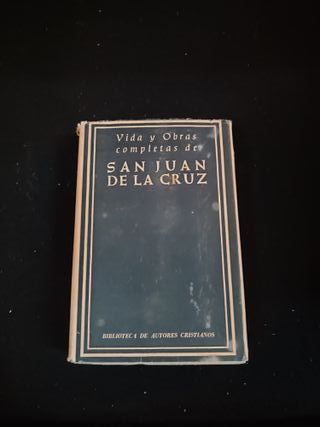 Vida y Obras
completas de
SAN JUAN
DE LA CRUZ
BIBLIOTECA DE AUTORES CRISTIANOS